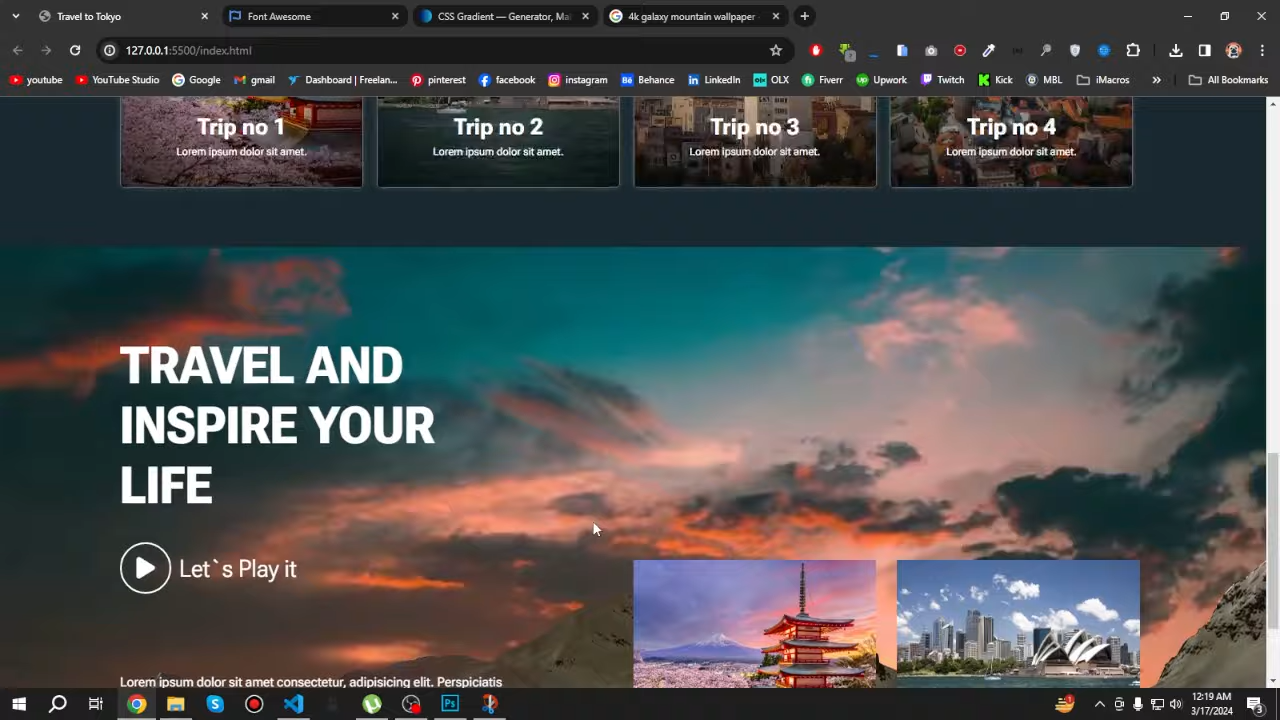 Travel to Tokyo
Font Awesome
CSS Gradient — Generator, Ma
4k galaxy mountain wallpaper
127.0.0.1:5500/index.html
youtube
YouTube Studio
Google
gmail
Dashboard | Freelan...
pinterest
facebook
instagram
Behance
LinkedIn
OLX
Fiverr
Upwork
Twitch
Kick
MBL
iMacros
All Bookmarks
Trip no 1
Lorem ipsum dolor sit amet.
Trip no 2
Lorem ipsum dolor sit amet.
Trip no 3
Lorem ipsum dolor sit amet.
Trip no 4
Lorem ipsum dolor sit amet.
TRAVEL AND
INSPIRE YOUR
LIFE
Let`s Play it
Lorem ipsum dolor sit amet consectetur, adipisicing elit. Perspiciatis
12:19 AM
3/17/2024